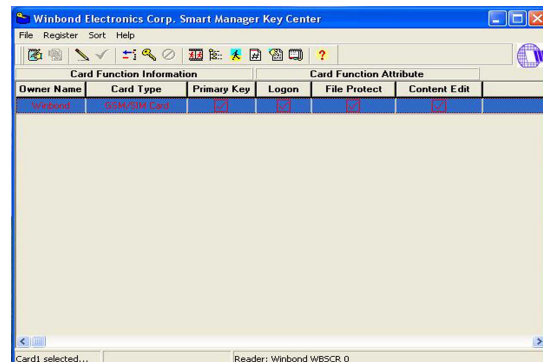 Winbond Electronics Corp. Smart Manager Key Center
File Register Sort Help
?
Card Function Information Card Function Attribute
Owner Name Card Type Primary Key Logon File Protect Content Edit
Winbond GSM/SIM Card
Card1 selected... Reader: Winbond WBSCR 0